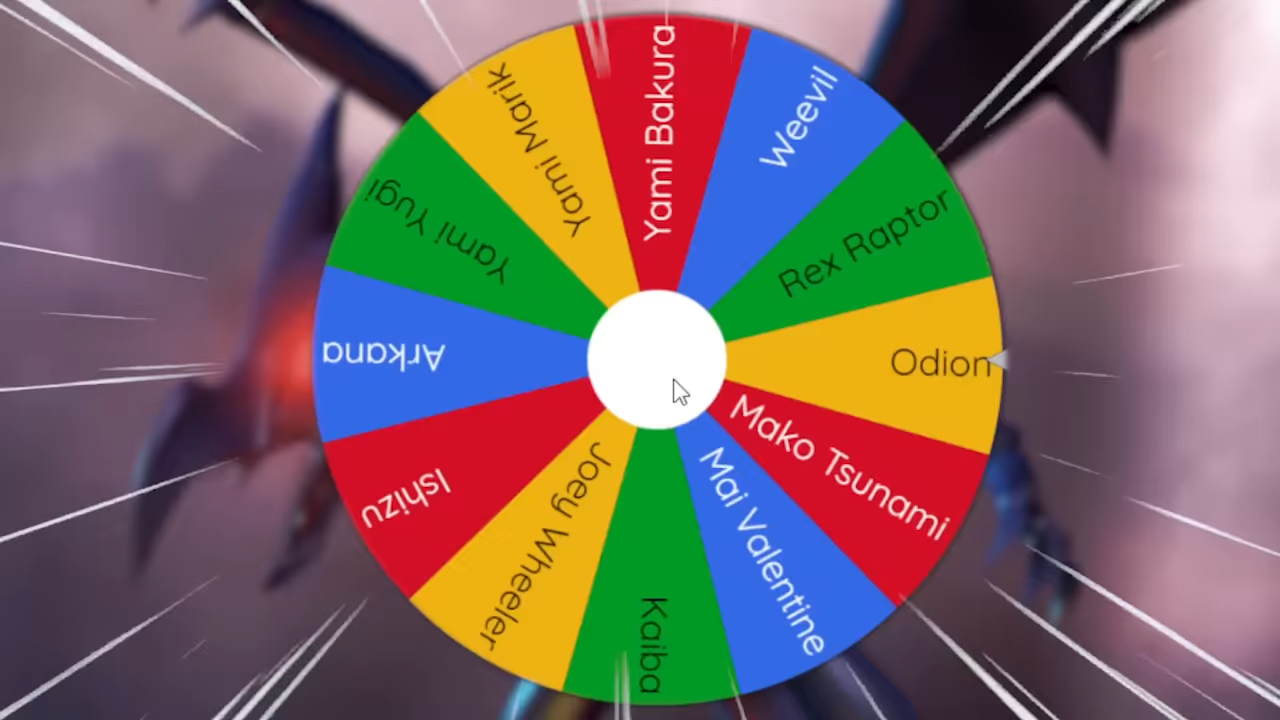 Yami Bakura
Weevil
Rex Raptor
Odion
Mako Tsunami
Mai Valentine
Kaiba
Joey Wheeler
Ishizu
Arkana
Yami Yugi
Yami Marik